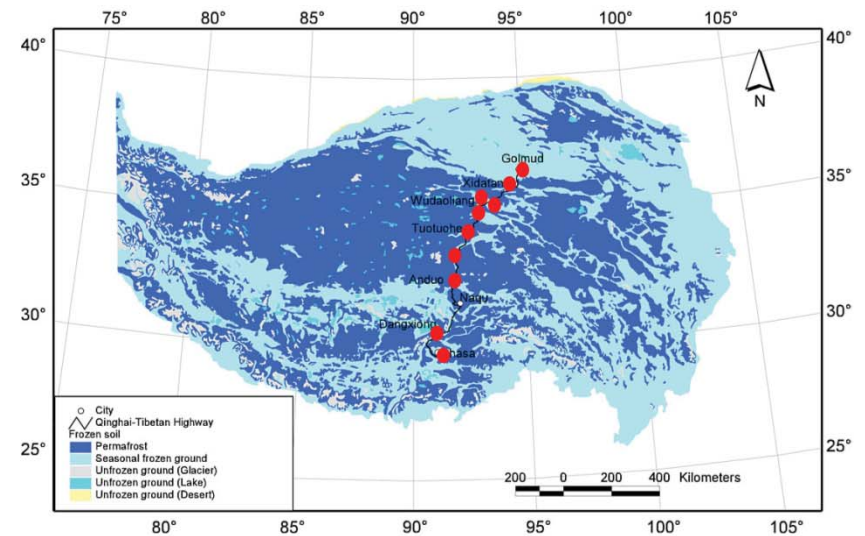 75° 80° 85° 90° 95° 100° 105°
40° 40°
N
Golmud
35° Xidatan 35°
Wudaoliang
Tuotuohe
Anduo
Naqu
30° Dangxiong 30°
Lhasa
City
Qinghai-Tibetan Highway
Frozen soil
Permafrost
Seasonal frozen ground
25° Unfrozen ground (Glacier) 25°
Unfrozen ground (Lake)
Unfrozen ground (Desert)
200 0 200 400 Kilometers
80° 85° 90° 95° 100° 105°